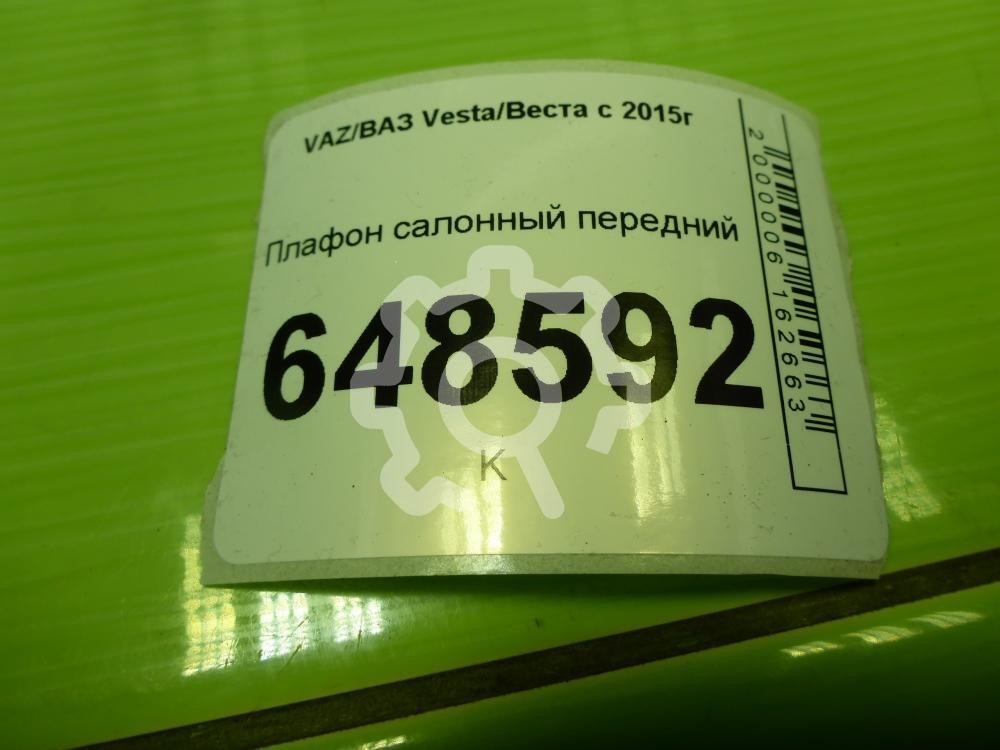 VAZ/ВАЗ Vesta/Веста с 2015г
Плафон салонный передний
648592
К
2000006162663